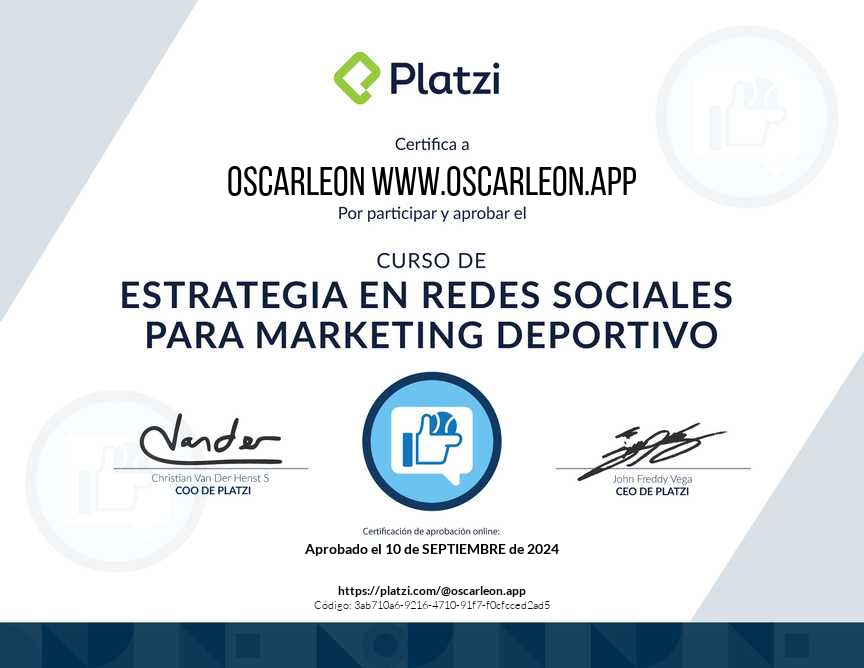 Platzi
Certifica a
OSCARLEON WWW.OSCARLEON.APP
Por participar y aprobar el
CURSO DE
ESTRATEGIA EN REDES SOCIALES
PARA MARKETING DEPORTIVO
Vander
Christian Van Der Henst S
COO DE PLATZI
John Freddy Vega
CEO DE PLATZI
Certificación de aprobación online:
Aprobado el 10 de SEPTIEMBRE de 2024
https://platzi.com/@oscarleon.app
Código: 3ab710a6-9216-4710-91f7-f0cfcced2ad5